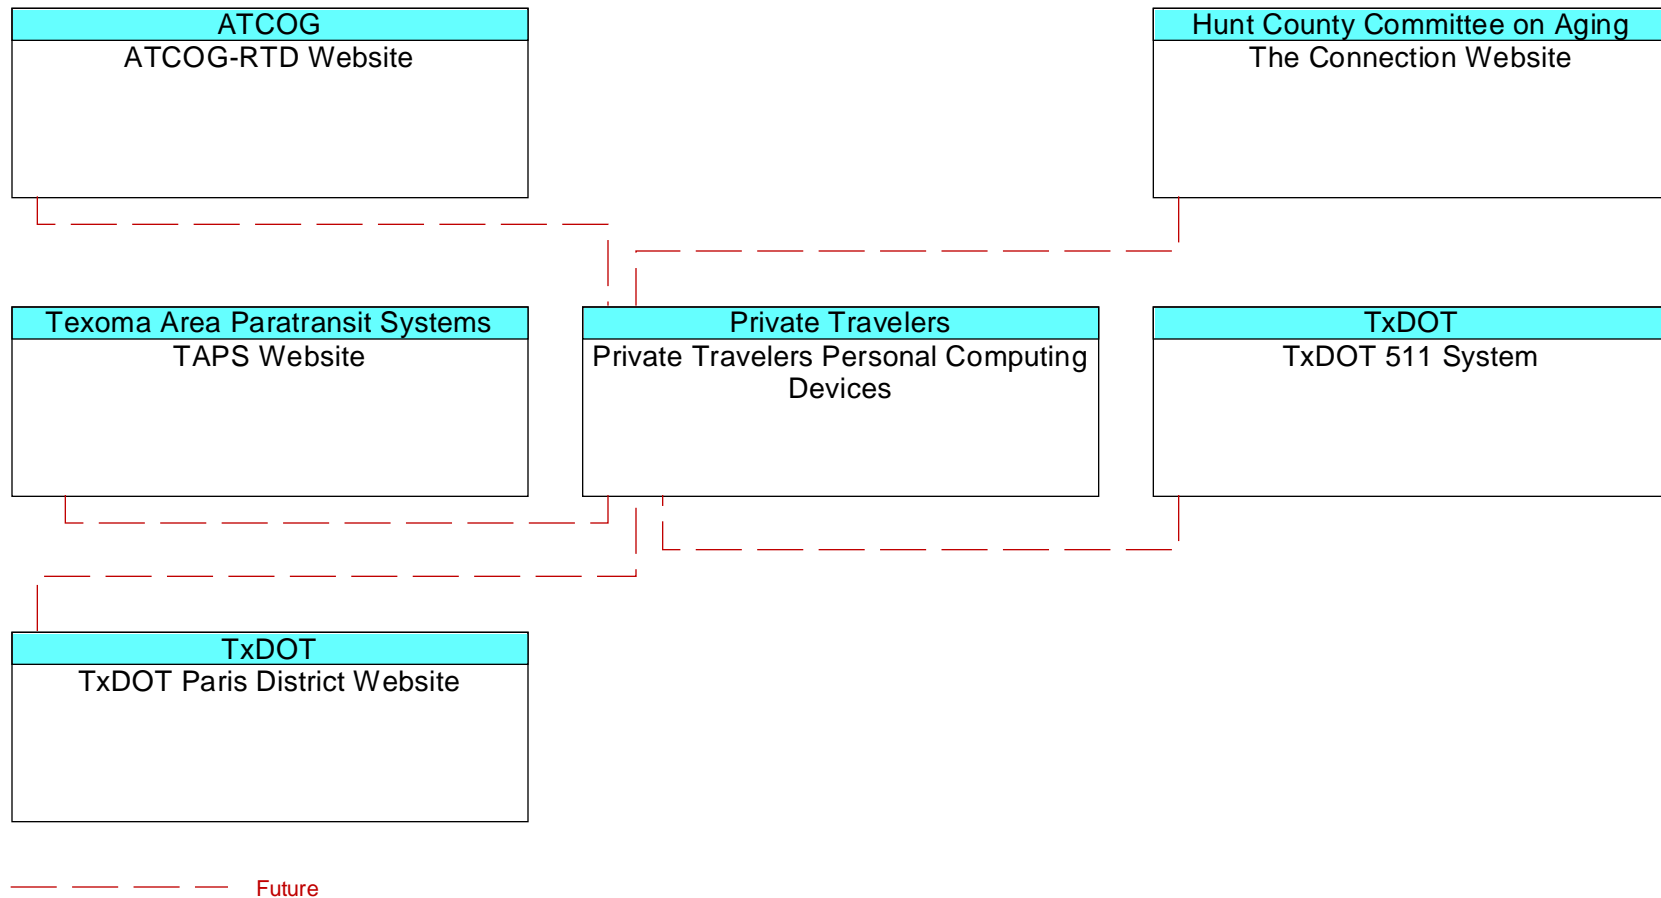 ATCOG
ATCOG-RTD Website
Hunt County Committee on Aging
The Connection Website
Texoma Area Paratransit Systems
TAPS Website
Private Travelers
Private Travelers Personal Computing
Devices
TxDOT
TxDOT 511 System
TxDOT
TxDOT Paris District Website
Future